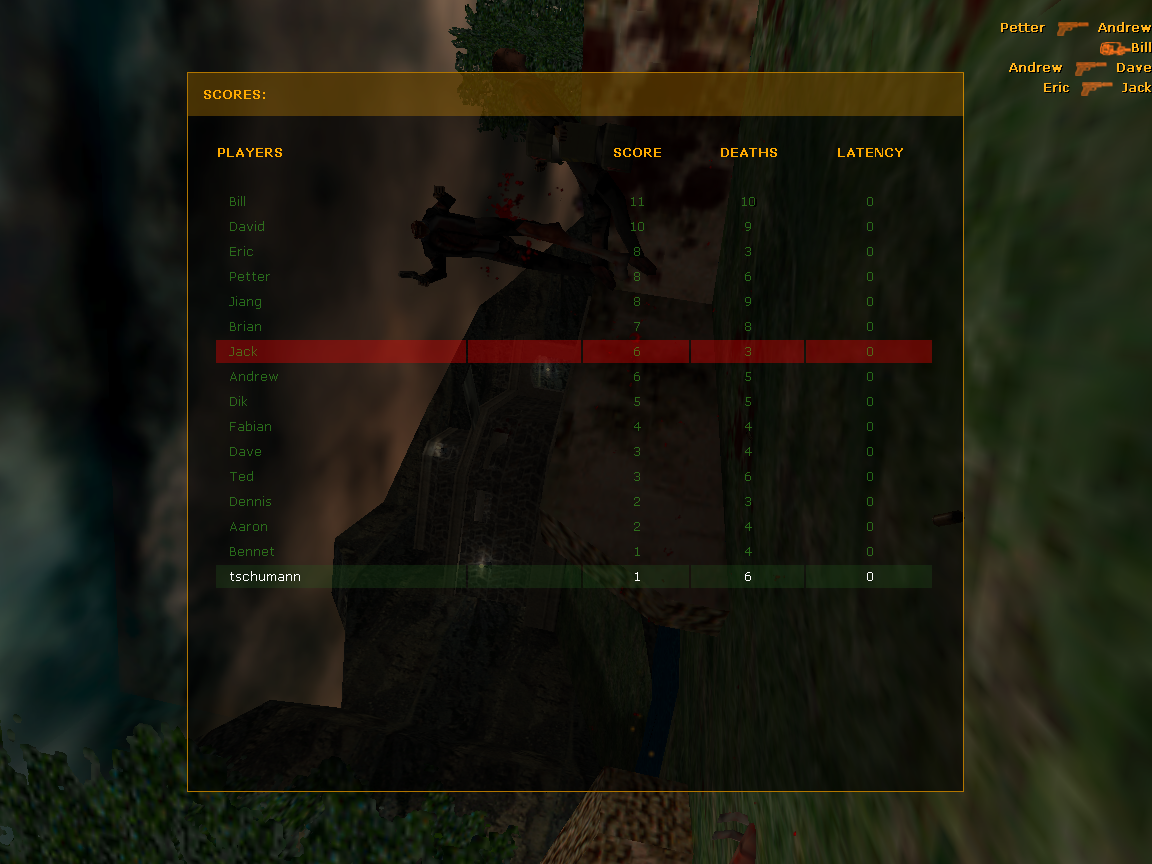 Petter Andrew
Bill
Andrew Dave
Eric Jack
SCORES:
PLAYERS SCORE DEATHS LATENCY
Bill 11 10 0
David 10 9 0
Eric 8 3 0
Petter 8 6 0
Jiang 8 9 0
Brian 7 8 0
Jack 6 3 0
Andrew 6 5 0
Dik 5 5 0
Fabian 4 4 0
Dave 3 4 0
Ted 3 6 0
Dennis 2 3 0
Aaron 2 4 0
Bennet 1 4 0
tschumann 1 6 0